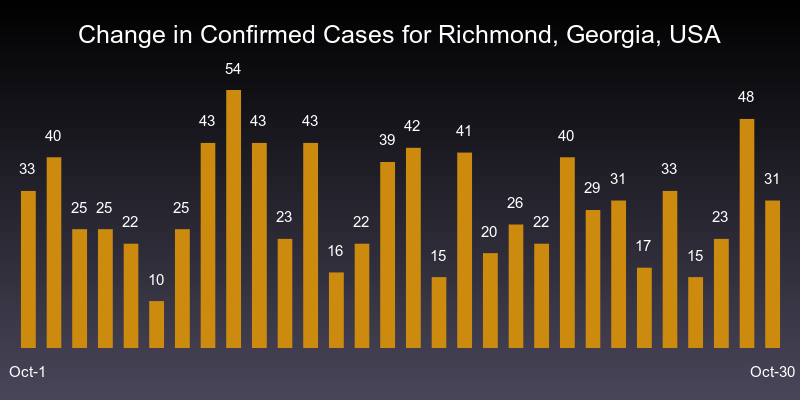 Change in Confirmed Cases for Richmond, Georgia, USA
33 40 25 25 22 10 25 43 54 43 23 43 16 22 39 42 15 41 20 26 22 40 29 31 17 33 15 23 48 31
Oct-1 Oct-30